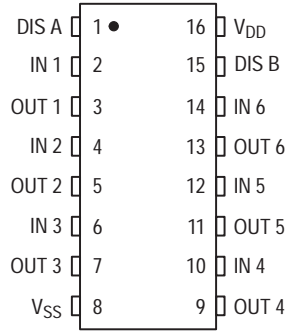 DIS A 1 16 VDD
IN 1 2 15 DIS B
OUT 1 3 14 IN 6
IN 2 4 13 OUT 6
OUT 2 5 12 IN 5
IN 3 6 11 OUT 5
OUT 3 7 10 IN 4
VSS 8 9 OUT 4